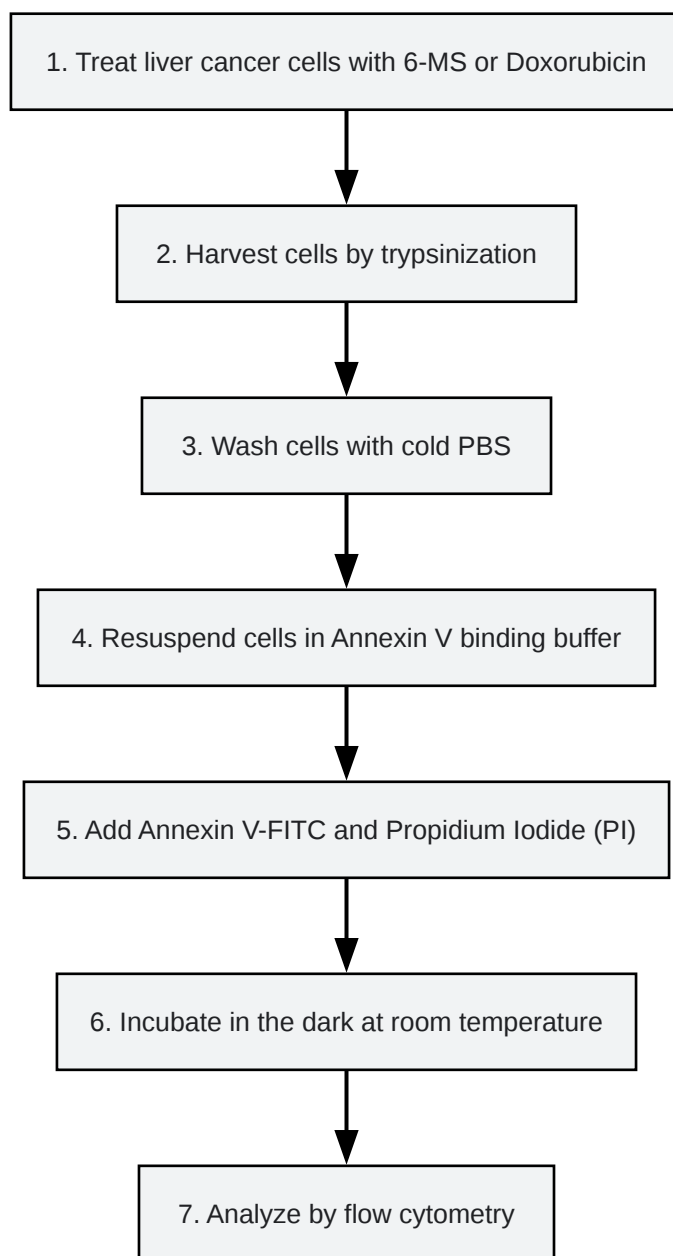 1. Treat liver cancer cells with 6-MS or Doxorubicin
2. Harvest cells by trypsinization
3. Wash cells with cold PBS
4. Resuspend cells in Annexin V binding buffer
5. Add Annexin V-FITC and Propidium Iodide (PI)
6. Incubate in the dark at room temperature
7. Analyze by flow cytometry